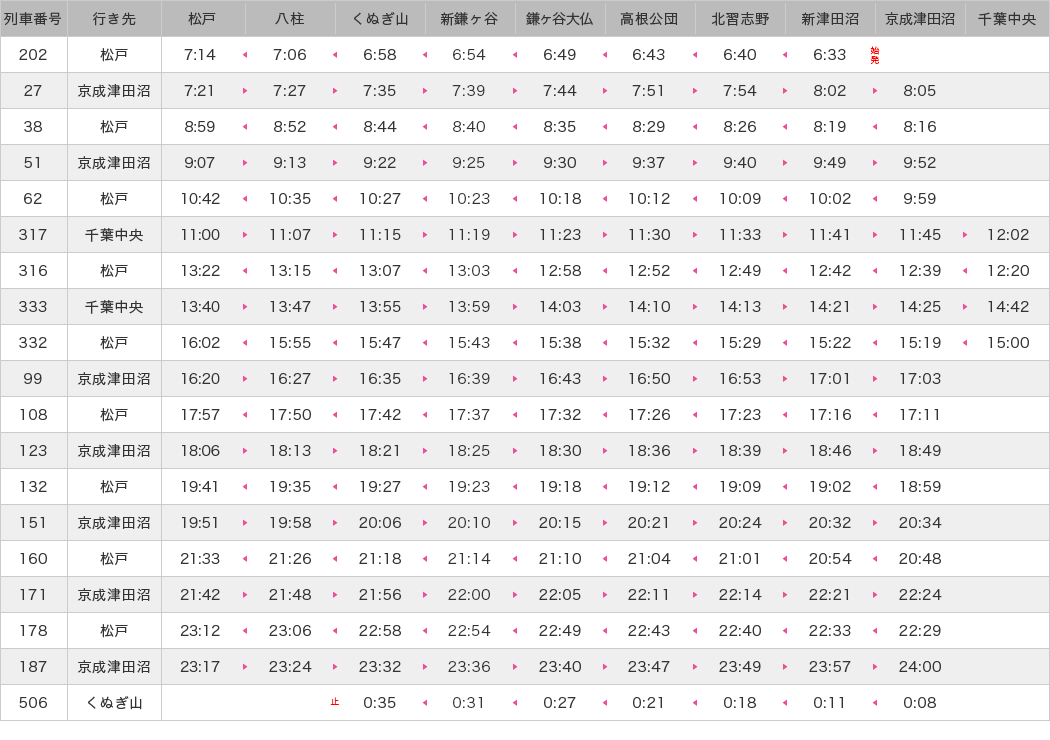 列車番号 行き先 松戸 八柱 くぬぎ山 新鎌ヶ谷 鎌ヶ谷大仏 高根公団 北習志野 新津田沼 京成津田沼 千葉中央
202 松戸 7:14 7:06 6:58 6:54 6:49 6:43 6:40 6:33 始発
27 京成津田沼 7:21 7:27 7:35 7:39 7:44 7:51 7:54 8:02 8:05
38 松戸 8:59 8:52 8:44 8:40 8:35 8:29 8:26 8:19 8:16
51 京成津田沼 9:07 9:13 9:22 9:25 9:30 9:37 9:40 9:49 9:52
62 松戸 10:42 10:35 10:27 10:23 10:18 10:12 10:09 10:02 9:59
317 千葉中央 11:00 11:07 11:15 11:19 11:23 11:30 11:33 11:41 11:45 12:02
316 松戸 13:22 13:15 13:07 13:03 12:58 12:52 12:49 12:42 12:39 12:20
333 千葉中央 13:40 13:47 13:55 13:59 14:03 14:10 14:13 14:21 14:25 14:42
332 松戸 16:02 15:55 15:47 15:43 15:38 15:32 15:29 15:22 15:19 15:00
99 京成津田沼 16:20 16:27 16:35 16:39 16:43 16:50 16:53 17:01 17:03
108 松戸 17:57 17:50 17:42 17:37 17:32 17:26 17:23 17:16 17:11
123 京成津田沼 18:06 18:13 18:21 18:25 18:30 18:36 18:39 18:46 18:49
132 松戸 19:41 19:35 19:27 19:23 19:18 19:12 19:09 19:02 18:59
151 京成津田沼 19:51 19:58 20:06 20:10 20:15 20:21 20:24 20:32 20:34
160 松戸 21:33 21:26 21:18 21:14 21:10 21:04 21:01 20:54 20:48
171 京成津田沼 21:42 21:48 21:56 22:00 22:05 22:11 22:14 22:21 22:24
178 松戸 23:12 23:06 22:58 22:54 22:49 22:43 22:40 22:33 22:29
187 京成津田沼 23:17 23:24 23:32 23:36 23:40 23:47 23:49 23:57 24:00
506 くぬぎ山 止 0:35 0:31 0:27 0:21 0:18 0:11 0:08